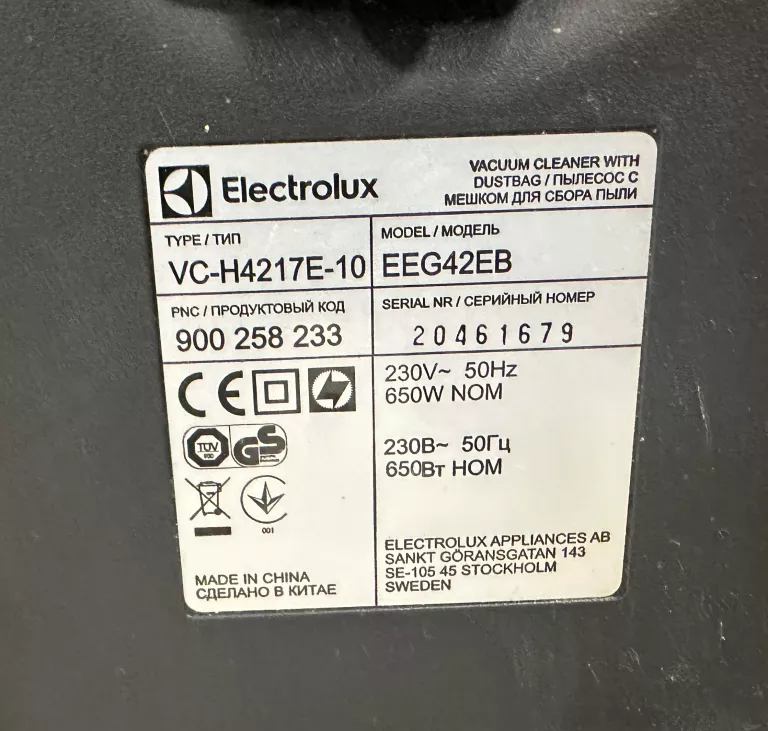 Electrolux
VACUUM CLEANER WITH
DUSTBAG / ПЫЛЕСОС С
МЕШКОМ ДЛЯ СБОРА ПЫЛИ
TYPE / ТИП
VC-H4217E-10
MODEL / МОДЕЛЬ
EEG42EB
PNC / ПРОДУКТОВЫЙ КОД
900 258 233
SERIAL NR / СЕРИЙНЫЙ НОМЕР
20461679
CE
TÜV
GS
001
230V~ 50Hz
650W NOM
230В~ 50Гц
650Вт НОМ
MADE IN CHINA
СДЕЛАНО В КИТАЕ
ELECTROLUX APPLIANCES AB
SANKT GÖRANSGATAN 143
SE-105 45 STOCKHOLM
SWEDEN